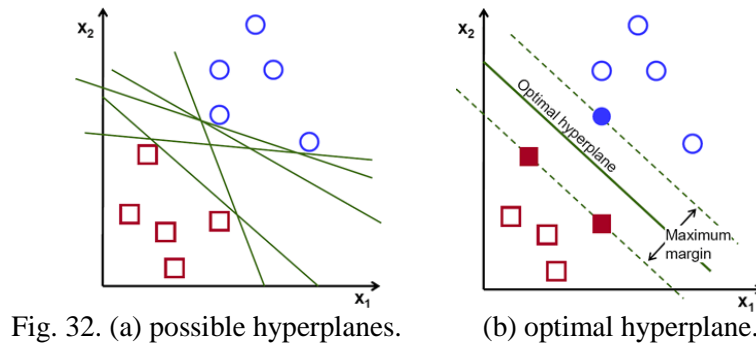 x₂
x₁
x₂
Optimal hyperplane
Maximum
margin
x₁
Fig. 32. (a) possible hyperplanes. (b) optimal hyperplane.